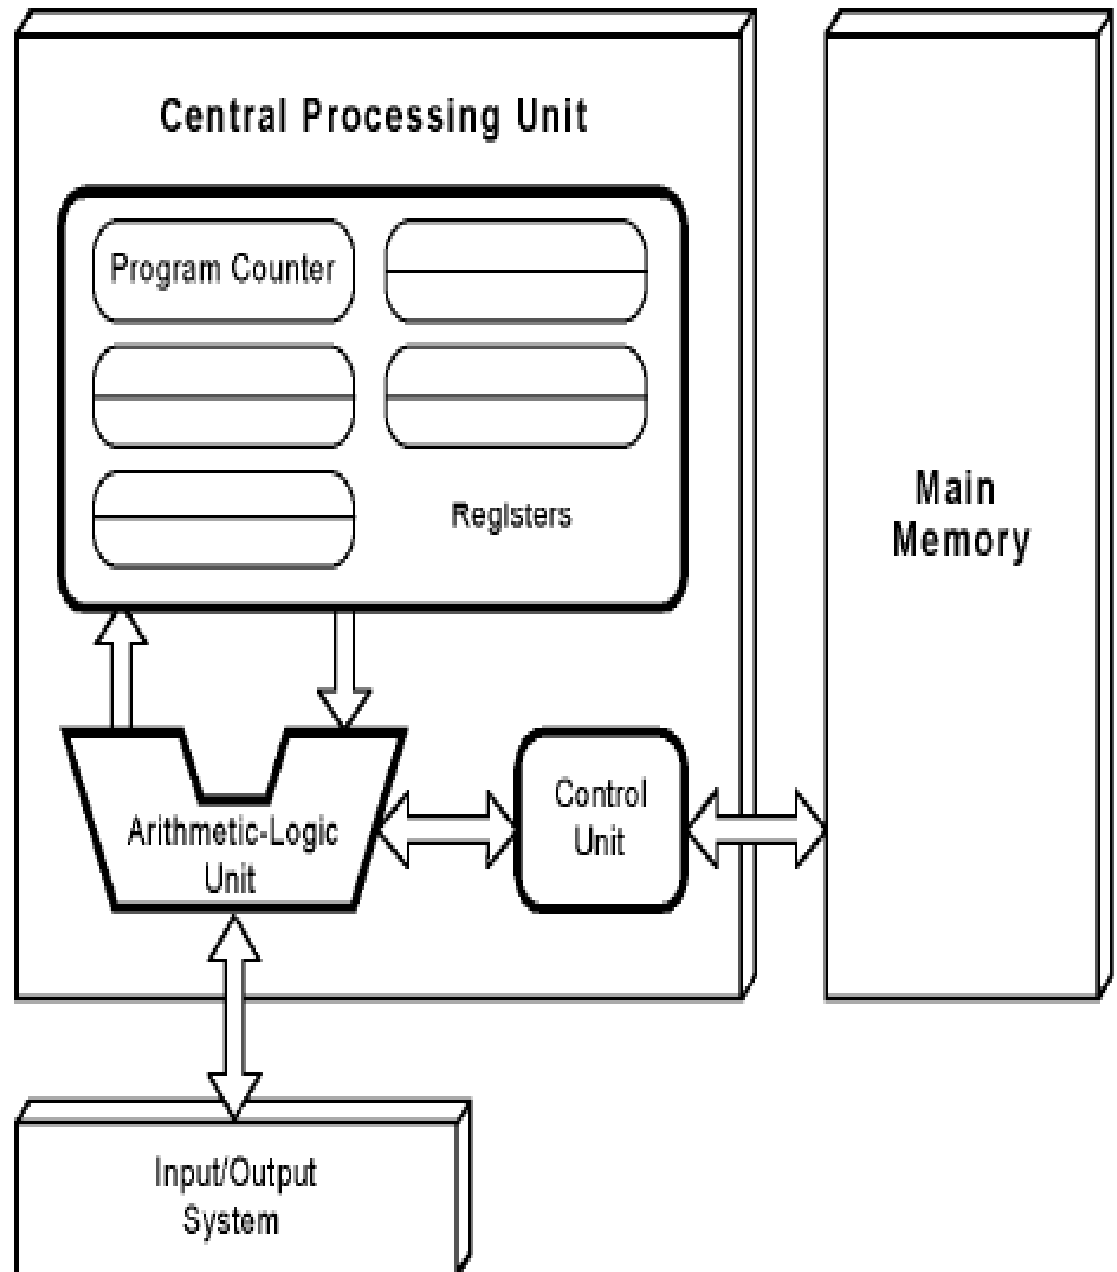 Central Processing Unit
Program Counter
Registers
Main
Memory
Arithmetic-Logic
Unit
Control
Unit
Input/Output
System